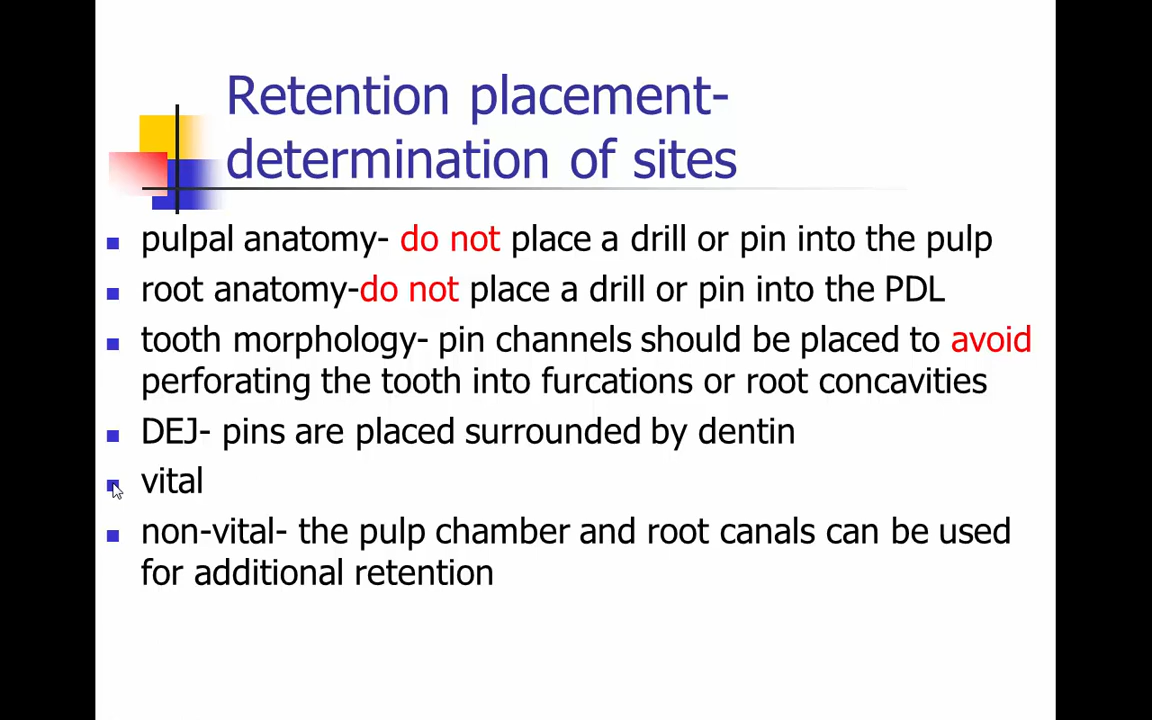 Retention placement-
determination of sites
pulpal anatomy- do not place a drill or pin into the pulp
root anatomy-do not place a drill or pin into the PDL
tooth morphology- pin channels should be placed to avoid
perforating the tooth into furcations or root concavities
DEJ- pins are placed surrounded by dentin
vital
non-vital- the pulp chamber and root canals can be used
for additional retention